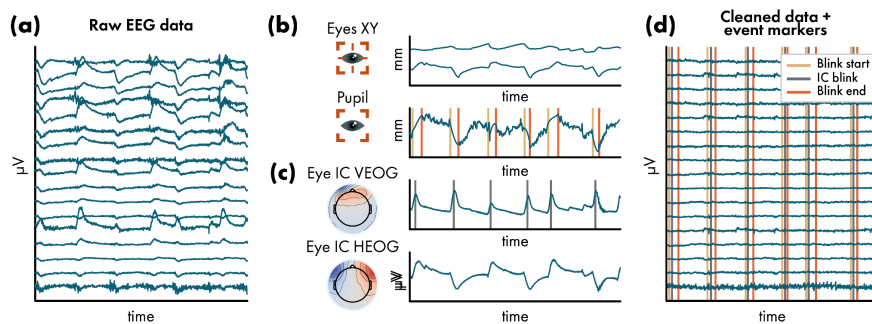 (a)
Raw EEG data
µV
time
(b)
Eyes XY
mm
time
Pupil
mm
time
(c)
Eye IC VEOG
time
Eye IC HEOG
µV
time
(d)
Cleaned data +
event markers
Blink start
IC blink
Blink end
µV
time